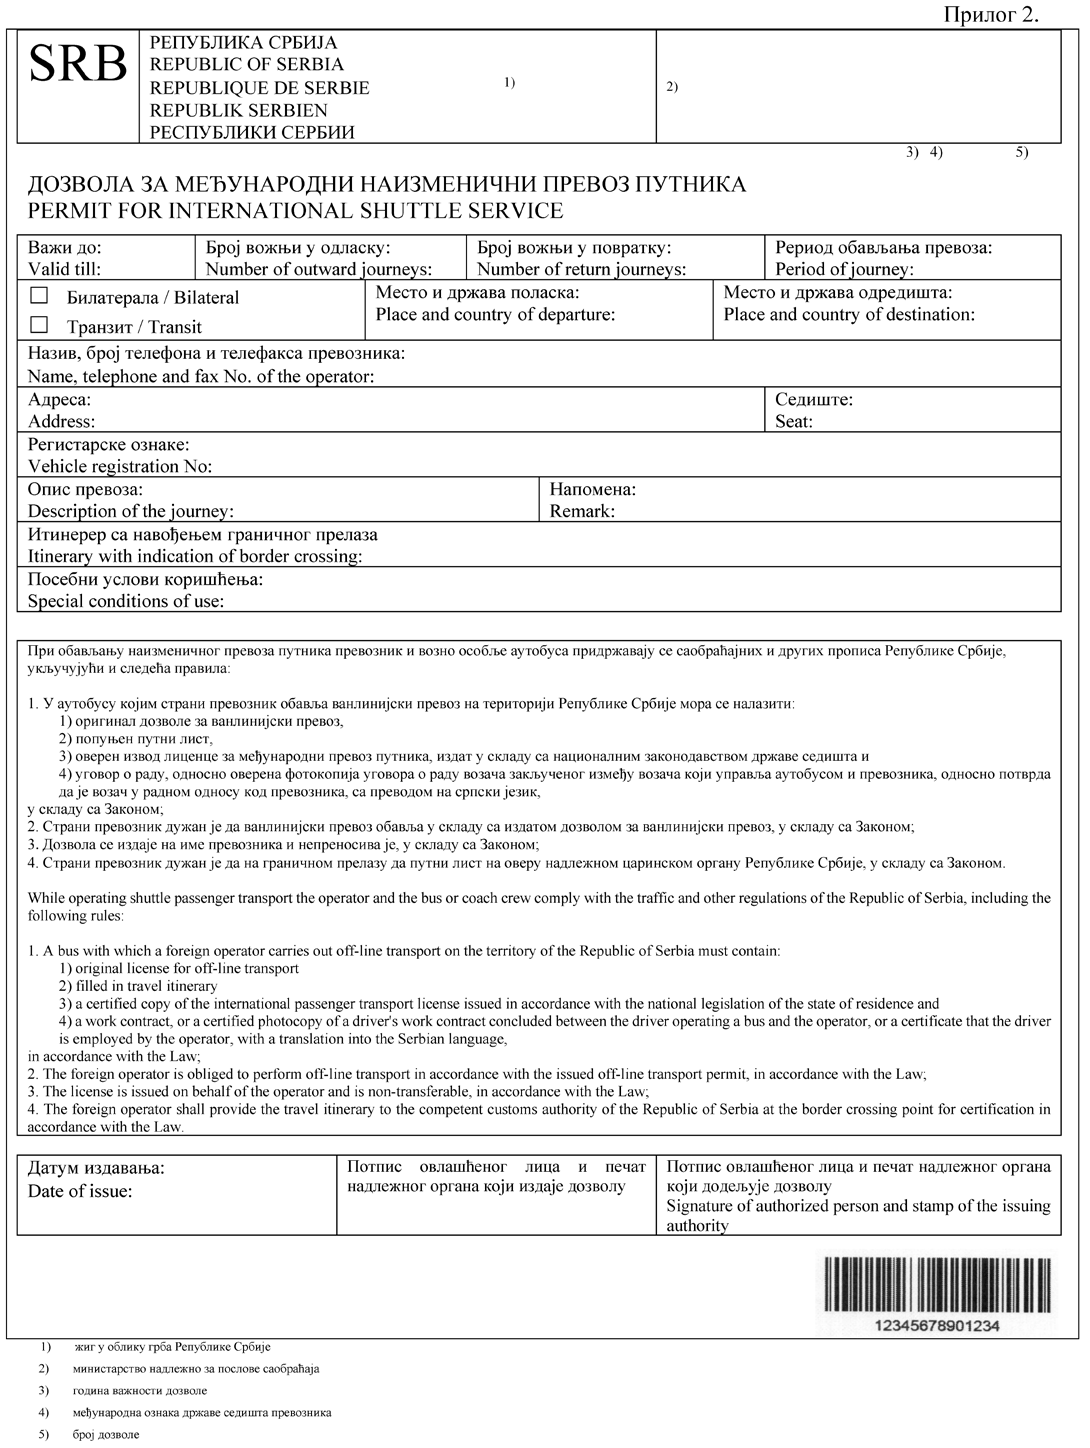 Прилог 2.
SRB
РЕПУБЛИКА СРБИЈА
REPUBLIC OF SERBIA
REPUBLIQUE DE SERBIE
REPUBLIK SERBIEN
РЕСПУБЛИКИ СЕРБИИ
1)
2)
3) 4) 5)
ДОЗВОЛА ЗА МЕЂУНАРОДНИ НАИЗМЕНИЧНИ ПРЕВОЗ ПУТНИКА
PERMIT FOR INTERNATIONAL SHUTTLE SERVICE
Важи до:
Valid till:
Број вожњи у одласку:
Number of outward journeys:
Број вожњи у повратку:
Number of return journeys:
Рериод обављања превоза:
Period of journey:
Билатерала / Bilateral
Транзит / Transit
Место и држава поласка:
Place and country of departure:
Место и држава одредишта:
Place and country of destination:
Назив, број телефона и телефакса превозника:
Name, telephone and fax No. of the operator:
Адреса:
Address:
Седиште:
Seat:
Регистарске ознаке:
Vehicle registration No:
Опис превоза:
Description of the journey:
Напомена:
Remark:
Итинерер са навођењем граничног прелаза
Itinerary with indication of border crossing:
Посебни услови коришћења:
Special conditions of use:
При обављању наизменичног превоза путника превозник и возно особље аутобуса придржавају се саобраћајних и других прописа Републике Србије,
укључујући и следећа правила:
1. У аутобусу којим страни превозник обавља ванлинијски превоз на територији Републике Србије мора се налазити:
1) оригинал дозволе за ванлинијски превоз,
2) попуњен путни лист,
3) оверен извод лиценце за међународни превоз путника, издат у складу са националним законодавством државе седишта и
4) уговор о раду, односно оверена фотокопија уговора о раду возача закљученог између возача који управља аутобусом и превозника, односно потврда
да је возач у радном односу код превозника, са преводом на српски језик,
у складу са Законом;
2. Страни превозник дужан је да ванлинијски превоз обавља у складу са издатом дозволом за ванлинијски превоз, у складу са Законом;
3. Дозвола се издаје на име превозника и непреносива је, у складу са Законом;
4. Страни превозник дужан је да на граничном прелазу да путни лист на оверу надлежном царинском органу Републике Србије, у складу са Законом.
While operating shuttle passenger transport the operator and the bus or coach crew comply with the traffic and other regulations of the Republic of Serbia, including the
following rules:
1. A bus with which a foreign operator carries out off-line transport on the territory of the Republic of Serbia must contain:
1) original license for off-line transport
2) filled in travel itinerary
3) a certified copy of the international passenger transport license issued in accordance with the national legislation of the state of residence and
4) a work contract, or a certified photocopy of a driver's work contract concluded between the driver operating a bus and the operator, or a certificate that the driver
is employed by the operator, with a translation into the Serbian language,
in accordance with the Law;
2. The foreign operator is obliged to perform off-line transport in accordance with the issued off-line transport permit, in accordance with the Law;
3. The license is issued on behalf of the operator and is non-transferable, in accordance with the Law;
4. The foreign operator shall provide the travel itinerary to the competent customs authority of the Republic of Serbia at the border crossing point for certification in
accordance with the Law.
Датум издавања:
Date of issue:
Потпис овлашћеног лица и печат
надлежног органа који издаје дозволу
Потпис овлашћеног лица и печат надлежног органа
који додељује дозволу
Signature of authorized person and stamp of the issuing
authority
12345678901234
1) жиг у облику грба Републике Србије
2) министарство надлежно за послове саобраћаја
3) година важности дозволе
4) међународна ознака државе седишта превозника
5) број дозволе